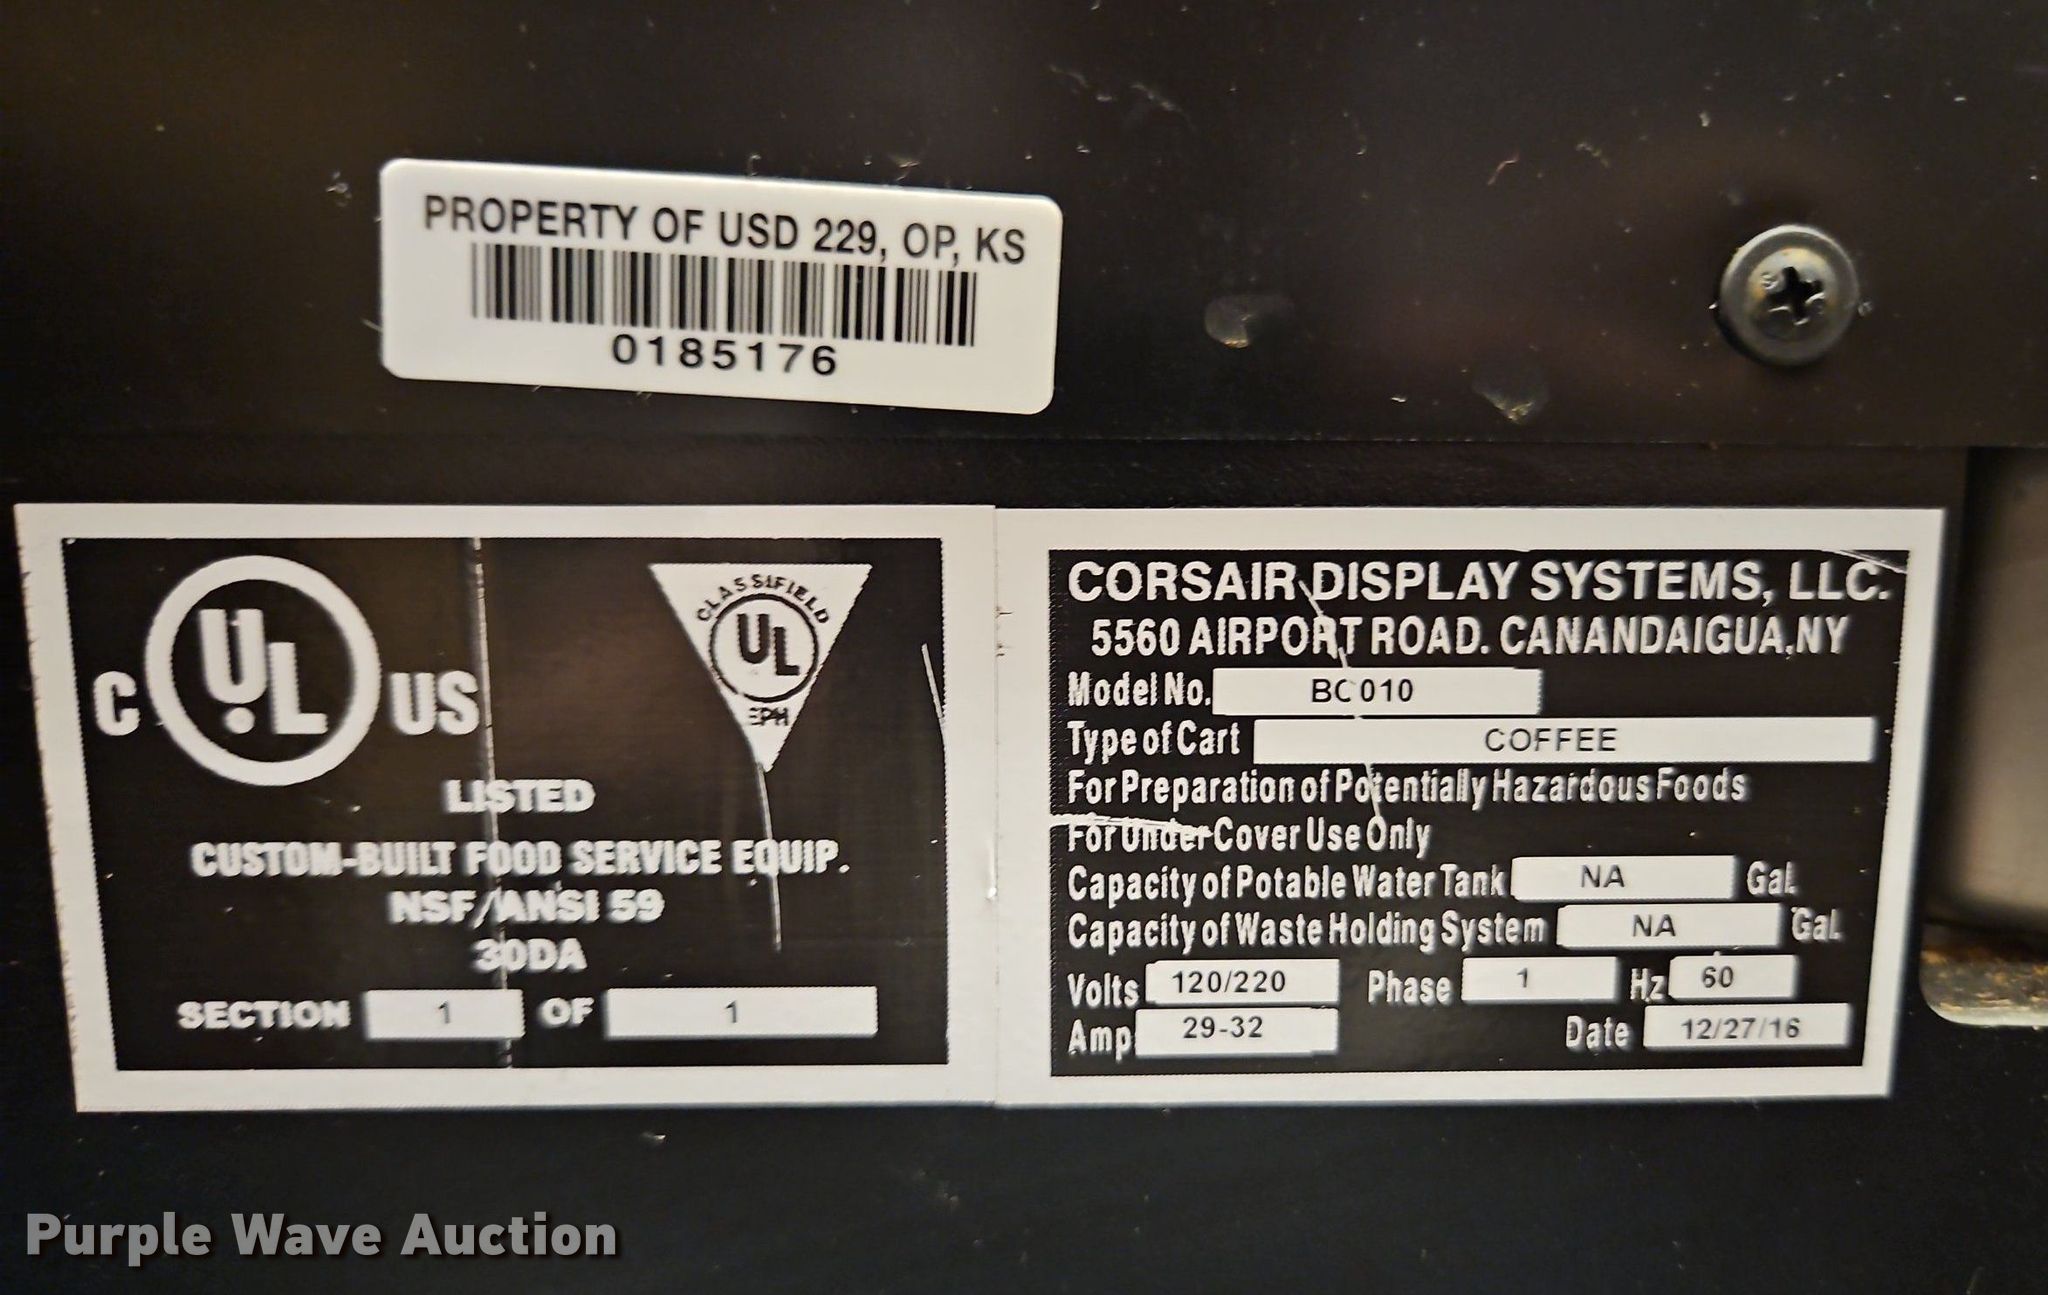 PROPERTY OF USD 229, OP, KS
0185176
C UL US
CLASSIFIED
UL
EPH
LISTED
CUSTOM-BUILT FOOD SERVICE EQUIP.
NSF/ANSI 59
30DA
SECTION 1 OF 1
CORSAIR DISPLAY SYSTEMS, LLC.
5560 AIRPORT ROAD. CANANDAIGUA,NY
Model No. BC010
Type of Cart COFFEE
For Preparation of Potentially Hazardous Foods
For Under Cover Use Only
Capacity of Potable Water Tank NA Gal.
Capacity of Waste Holding System NA Gal.
Volts 120/220 Phase 1 Hz 60
Amp 29-32 Date 12/27/16
Purple Wave Auction